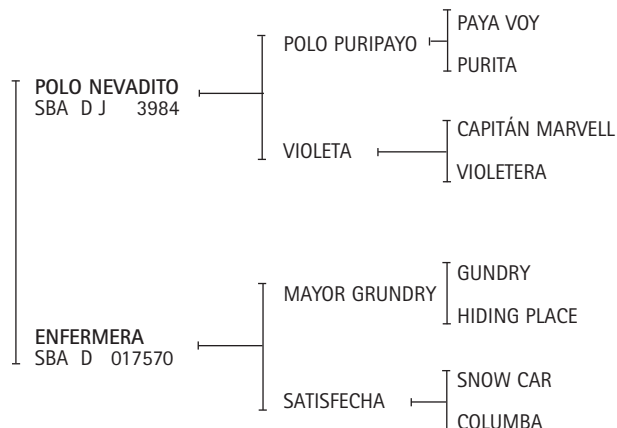 PAYA VOY
POLO PURIPAYO
PURITA
POLO NEVADITO
SBA D J 3984
CAPITÁN MARVELL
VIOLETA
VIOLETERA
GUNDRY
MAYOR GRUNDRY
HIDING PLACE
ENFERMERA
SBA D 017570
SNOW CAR
SATISFECHA
COLUMBA